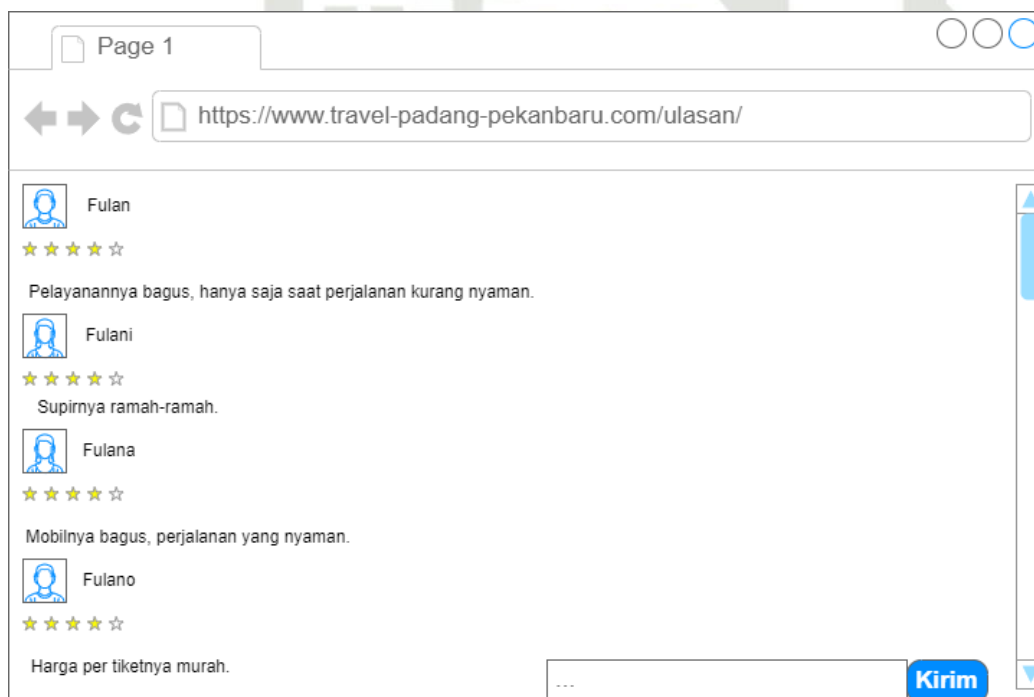 Page 1
https://www.travel-padang-pekanbaru.com/ulasan/
Fulan
Pelayanannya bagus, hanya saja saat perjalanan kurang nyaman.
Fulani
Supirnya ramah-ramah.
Fulana
Mobilnya bagus, perjalanan yang nyaman.
Fulano
Harga per tiketnya murah.
...
Kirim